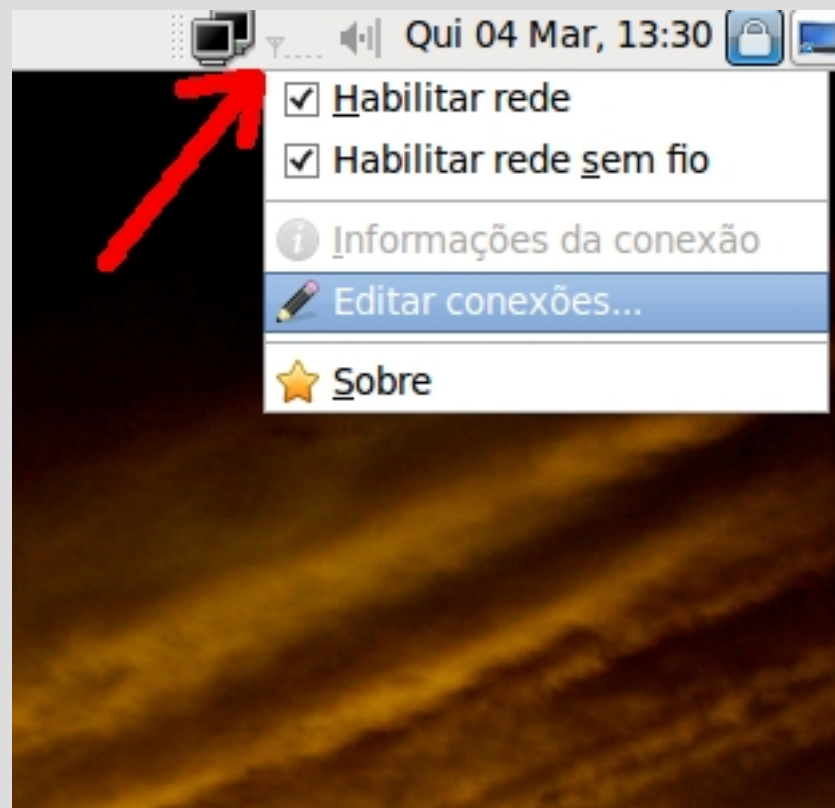 Qui 04 Mar, 13:30
Habilitar rede
Habilitar rede sem fio
Informações da conexão
Editar conexões...
Sobre